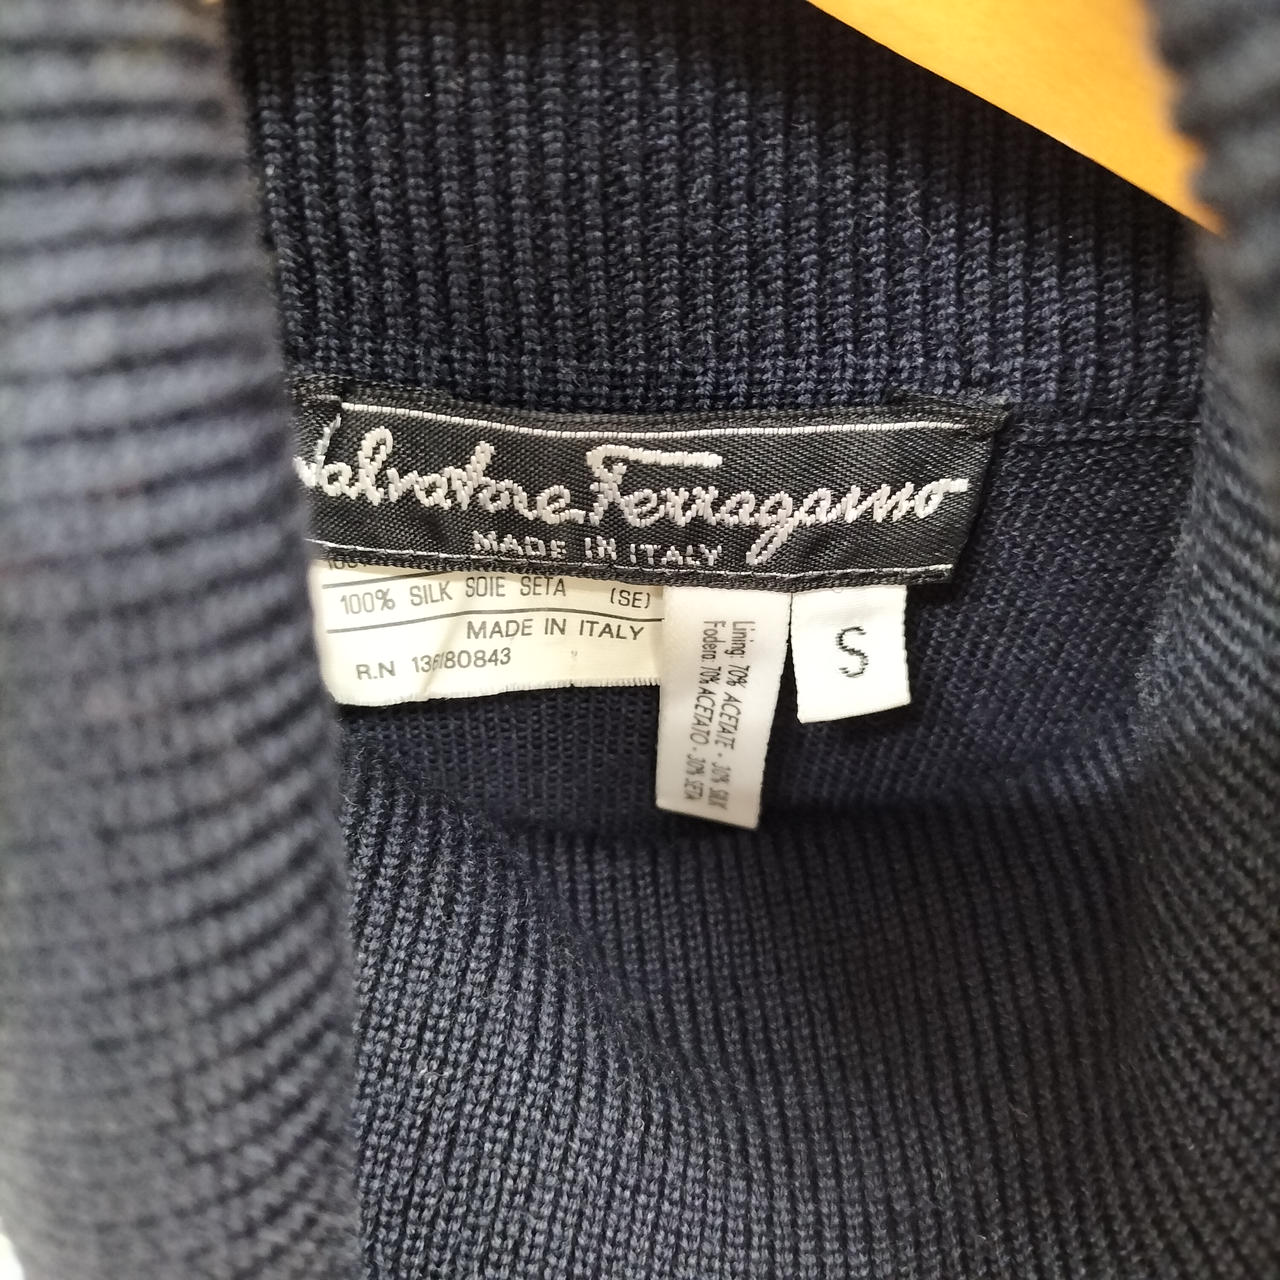 Salvatore Ferragamo
MADE IN ITALY
100% SILK SOIE SETA (SE)
MADE IN ITALY
R.N 80843
Lining: 70% ACETATE - 30% SILK
Fodera: 70% ACETATO - 30% SETA
S